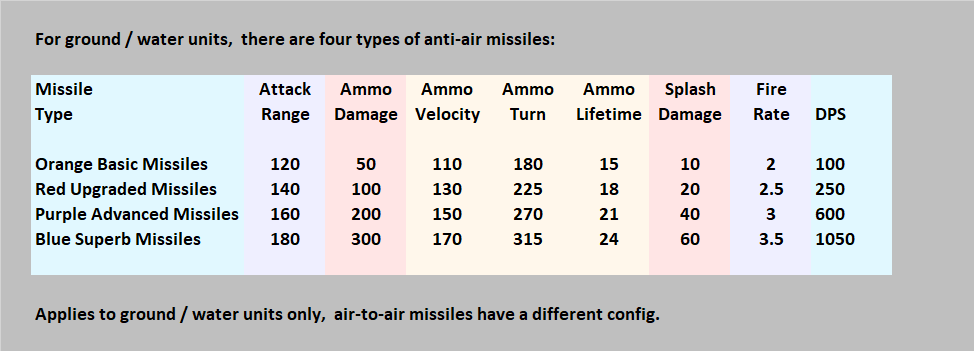 For ground / water units,  there are four types of anti-air missiles:
Missile Attack Ammo Ammo Ammo Ammo Splash Fire
Type Range Damage Velocity Turn Lifetime Damage Rate DPS
Orange Basic Missiles 120 50 110 180 15 10 2 100
Red Upgraded Missiles 140 100 130 225 18 20 2.5 250
Purple Advanced Missiles 160 200 150 270 21 40 3 600
Blue Superb Missiles 180 300 170 315 24 60 3.5 1050
Applies to ground / water units only,  air-to-air missiles have a different config.